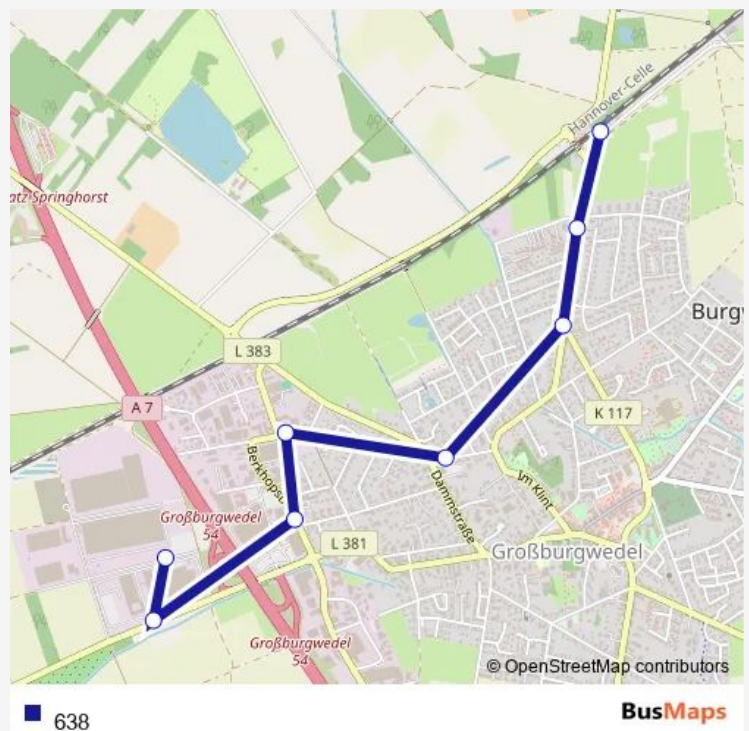 Hannover-Celle
atz Springhorst
Burgw
L 383
A 7
K 117
Berkhops
Im Klint
Dammstraße
Großburgwedel
54
L 381
Großburgwedel
Großburgwedel
54
© OpenStreetMap contributors
638
BusMaps